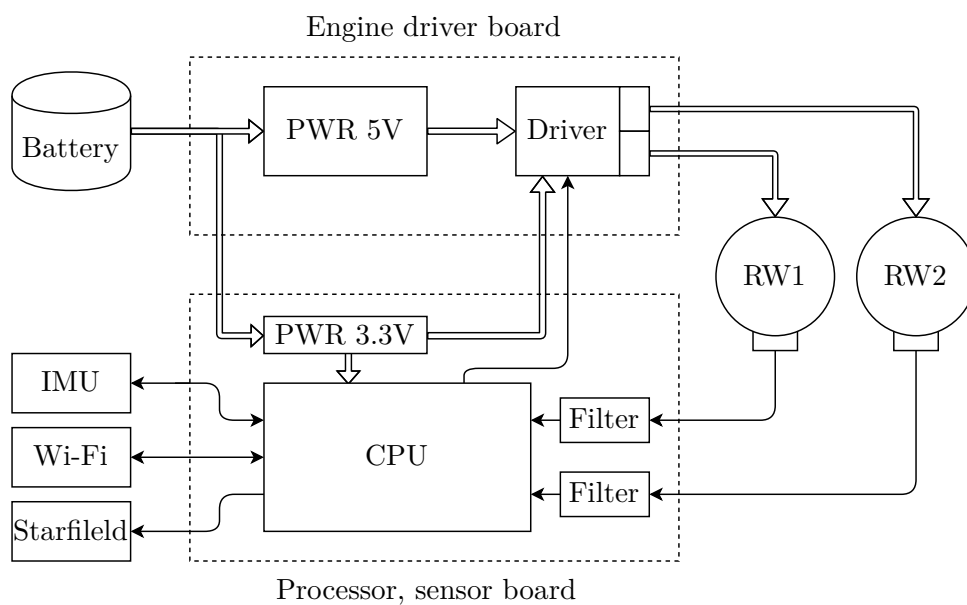 Engine driver board
Battery
PWR 5V
Driver
RW1
RW2
PWR 3.3V
IMU
Wi-Fi
Starfileld
CPU
Filter
Filter
Processor, sensor board